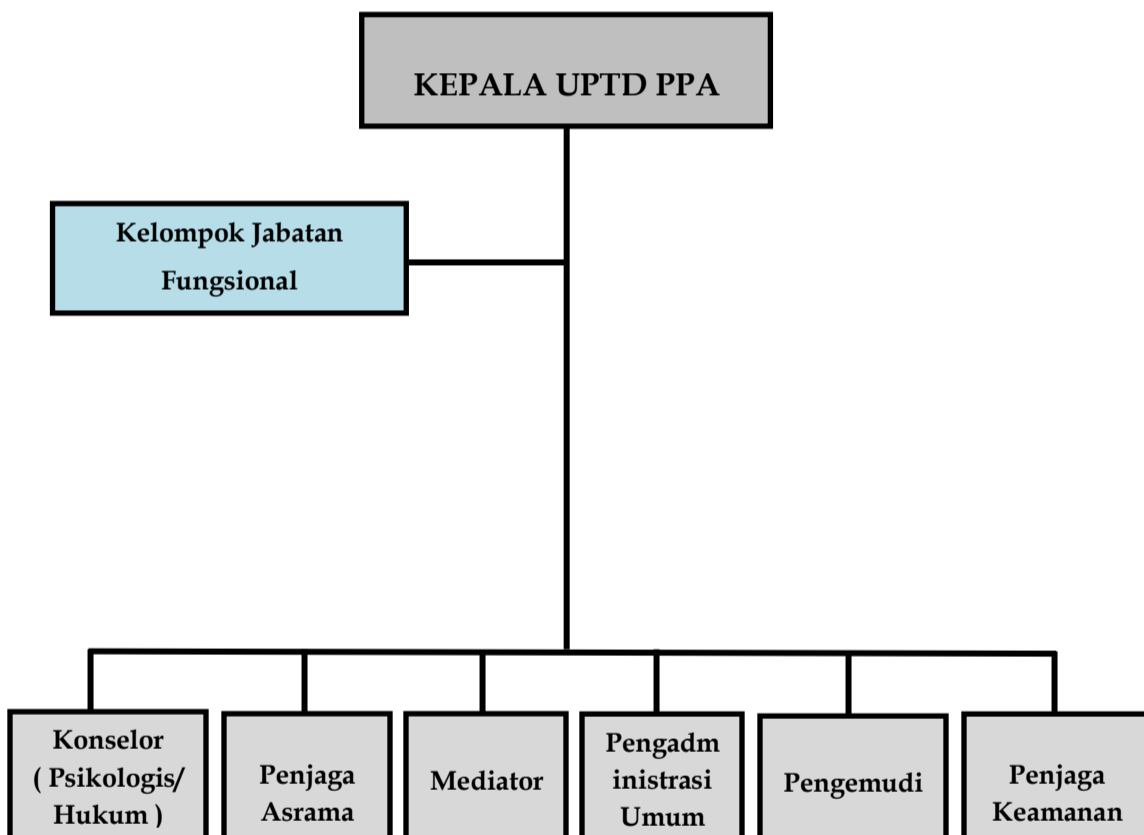 KEPALA UPTD PPA
Kelompok Jabatan
Fungsional
Konselor
( Psikologis/
Hukum )
Penjaga
Asrama
Mediator
Pengadm
inistrasi
Umum
Pengemudi
Penjaga
Keamanan